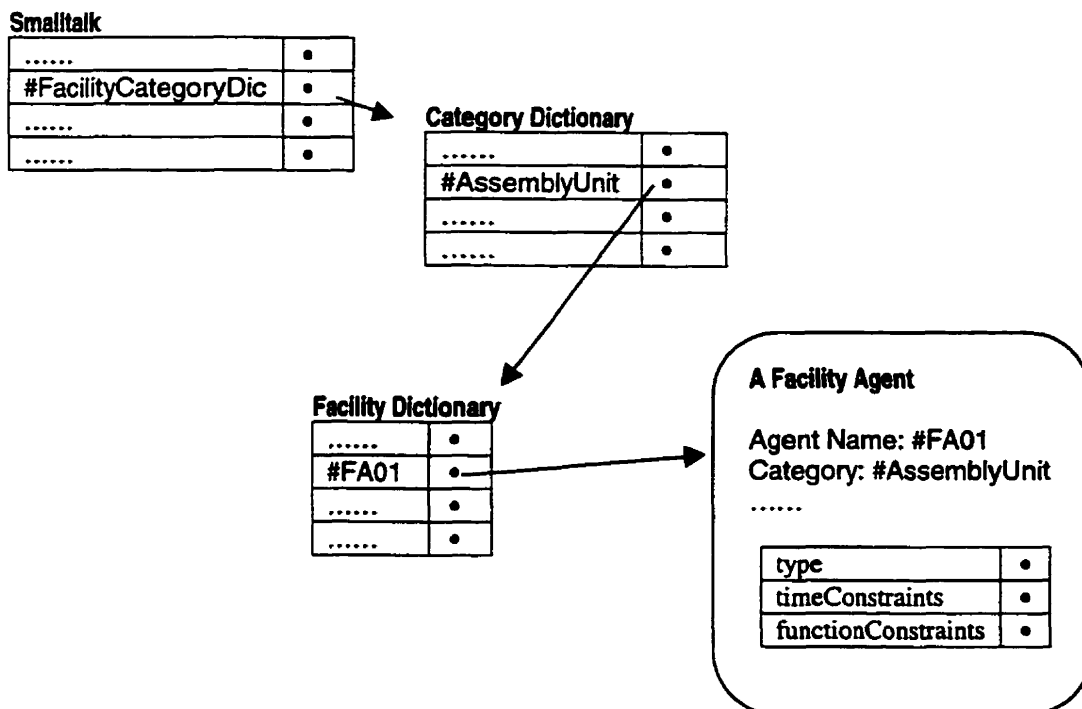 Smalltalk
......
#FacilityCategoryDic
......
......
Category Dictionary
......
#AssemblyUnit
......
......
Facility Dictionary
......
#FA01
......
......
A Facility Agent
Agent Name: #FA01
Category: #AssemblyUnit
......
type
timeConstraints
functionConstraints